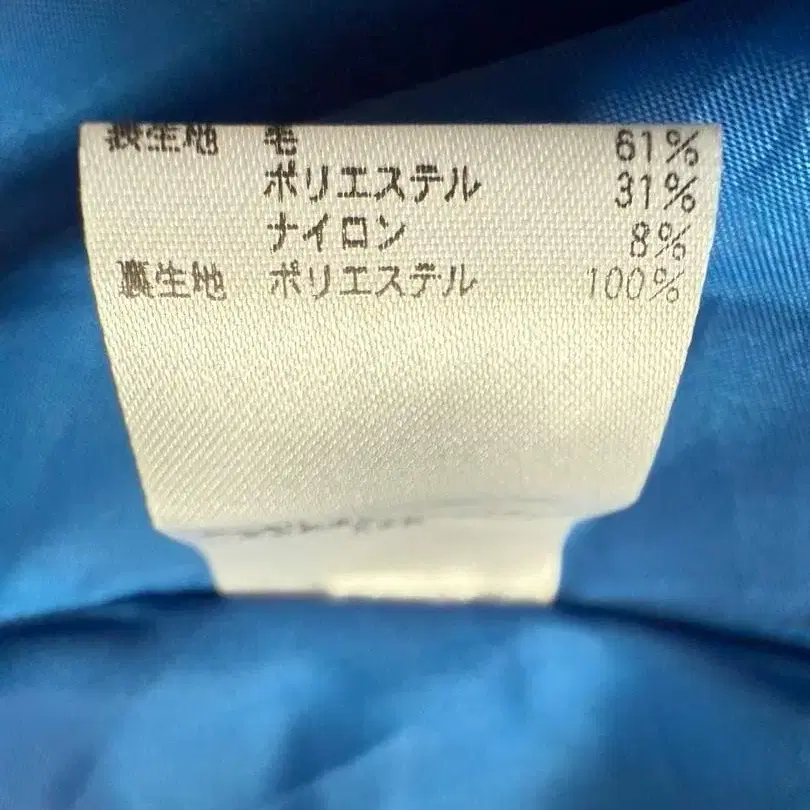 表生地 毛 61%
ポリエステル 31%
ナイロン 8%
裏生地 ポリエステル 100%